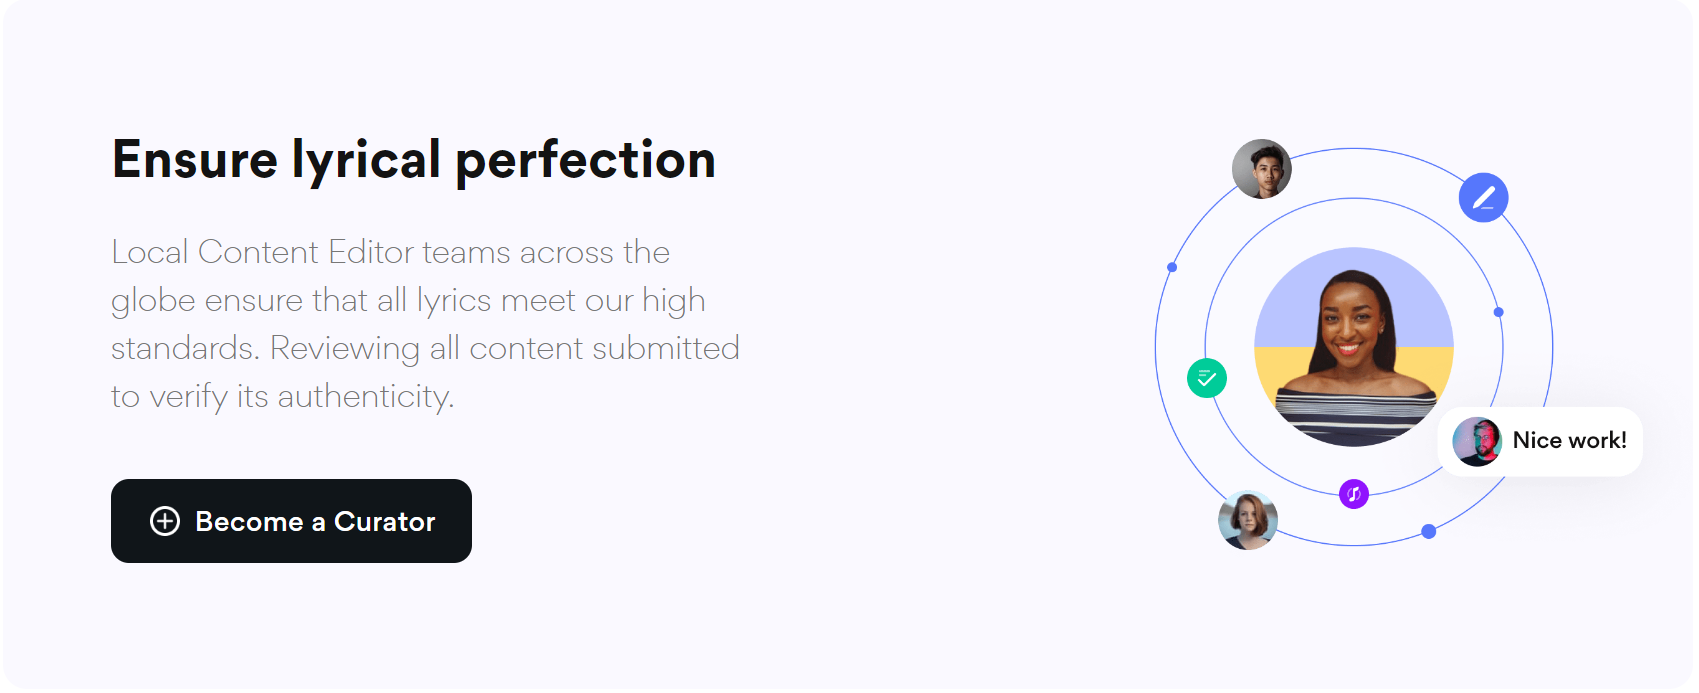 Ensure lyrical perfection
Local Content Editor teams across the
globe ensure that all lyrics meet our high
standards. Reviewing all content submitted
to verify its authenticity.
Become a Curator
Nice work!